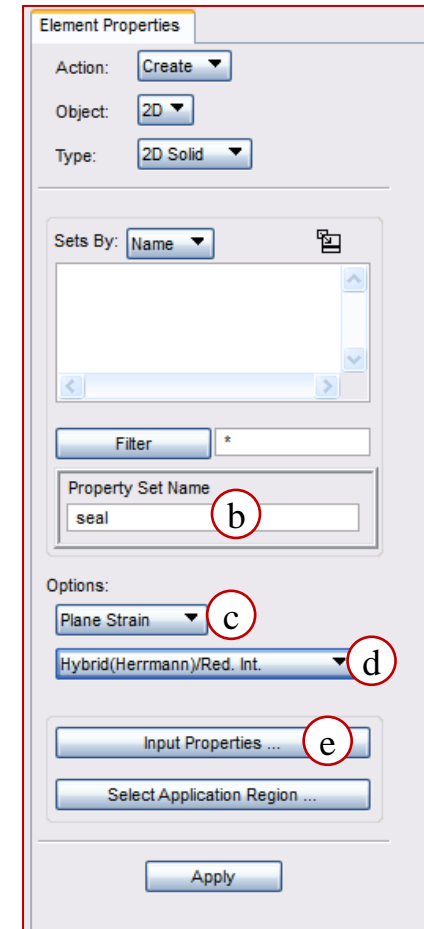 Element Properties
Action: Create
Object: 2D
Type: 2D Solid
Sets By: Name
Filter *
Property Set Name
seal b
Options:
Plane Strain c
Hybrid(Herrmann)/Red. Int. d
Input Properties ... e
Select Application Region ...
Apply